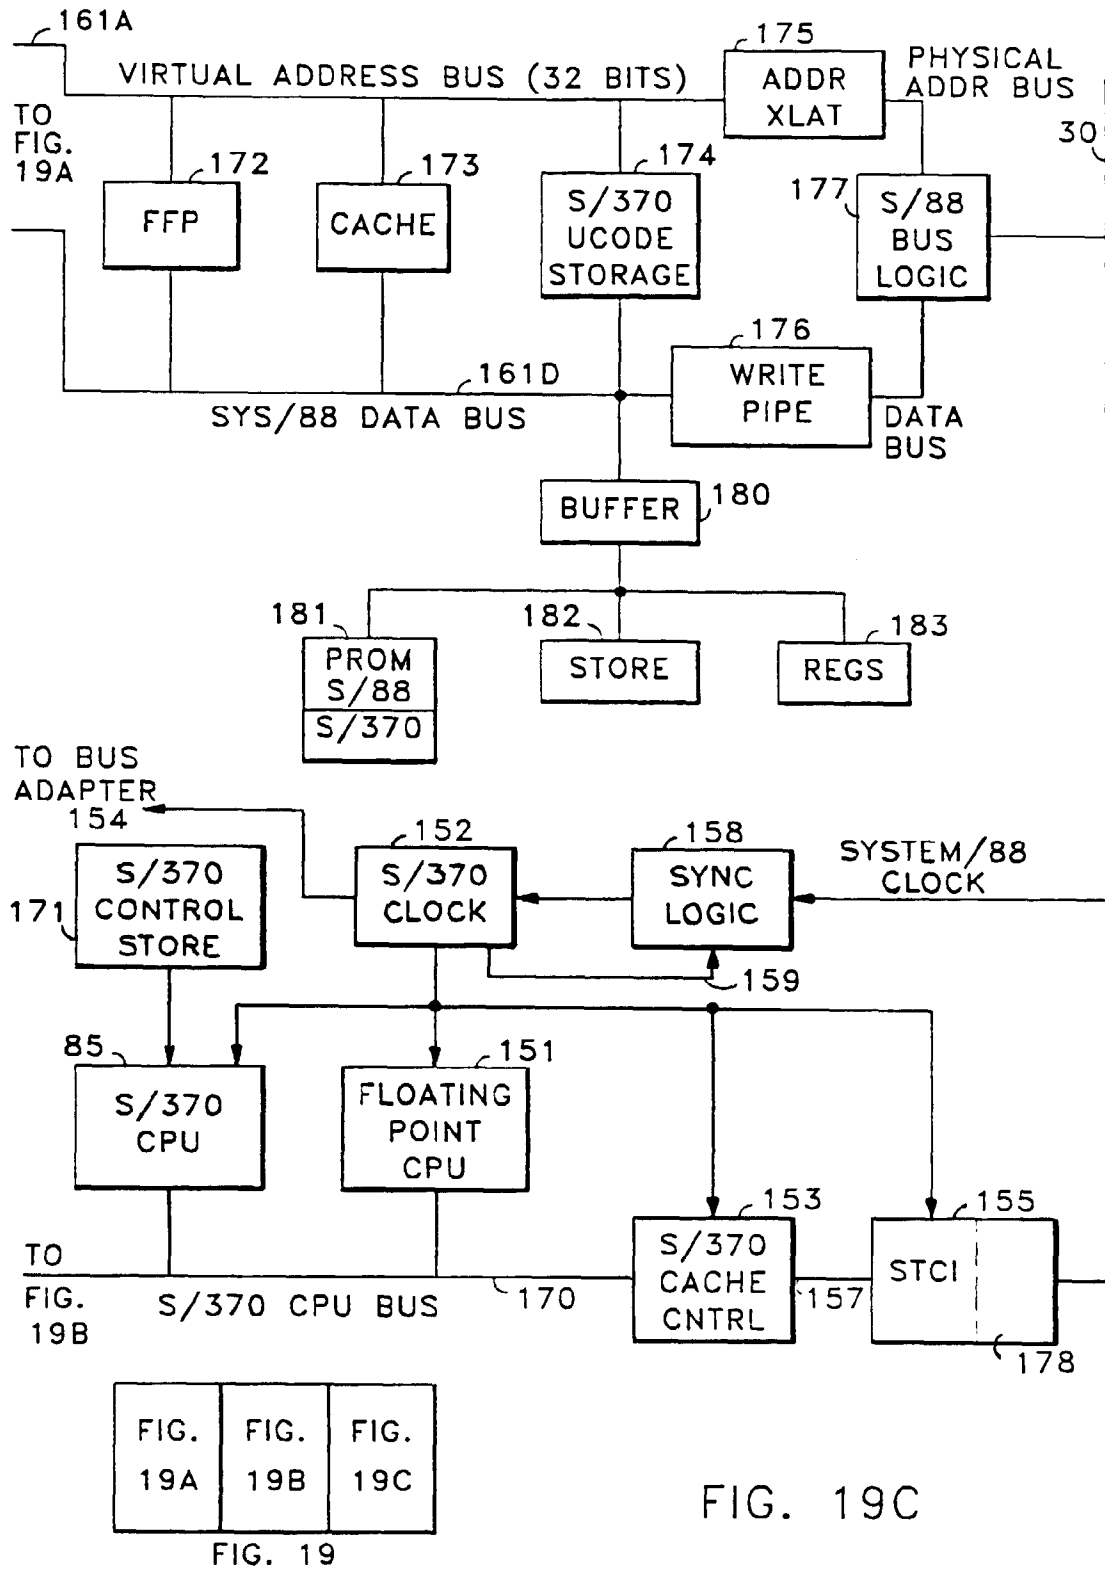 161A
VIRTUAL ADDRESS BUS (32 BITS)
175
ADDR
XLAT
PHYSICAL
ADDR BUS
30
TO
FIG.
19A
172
FFP
173
CACHE
174
S/370
UCODE
STORAGE
177
S/88
BUS
LOGIC
161D
SYS/88 DATA BUS
176
WRITE
PIPE
DATA
BUS
BUFFER
180
181
PROM
S/88
S/370
182
STORE
183
REGS
TO BUS
ADAPTER
154
171
S/370
CONTROL
STORE
152
S/370
CLOCK
158
SYNC
LOGIC
SYSTEM/88
CLOCK
159
85
S/370
CPU
151
FLOATING
POINT
CPU
153
S/370
CACHE
CNTRL
155
STCI
157
178
TO
FIG.
19B
S/370 CPU BUS
170
FIG.
19A
FIG.
19B
FIG.
19C
FIG. 19
FIG. 19C